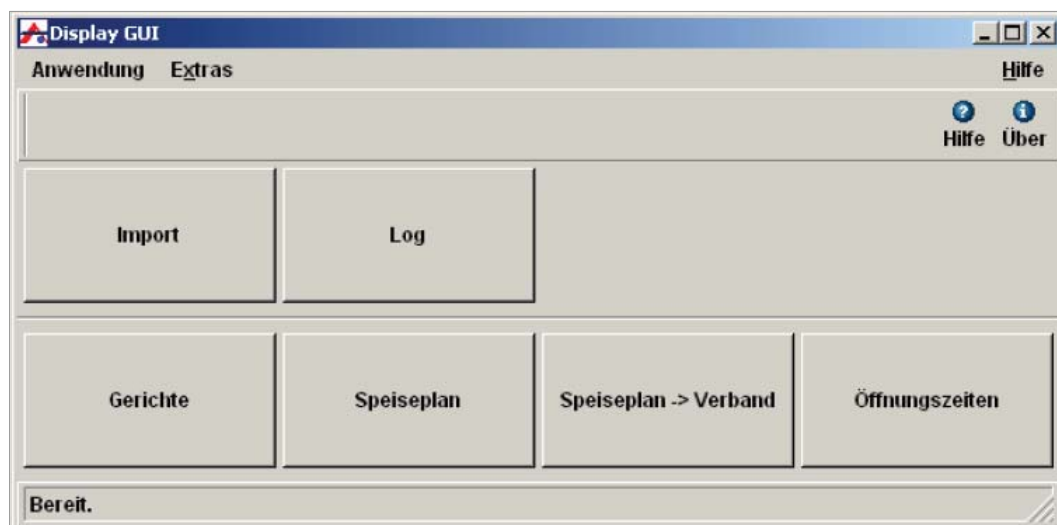 Display GUI
Anwendung Extras Hilfe
Hilfe Über
Import Log
Gerichte Speiseplan Speiseplan -> Verband Öffnungszeiten
Bereit.